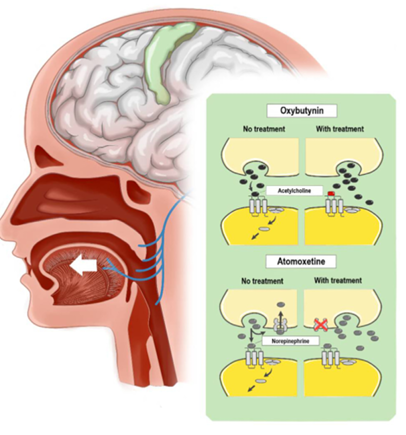 Oxybutynin
No treatment With treatment
Acetylcholine
Atomoxetine
No treatment With treatment
Norepinephrine